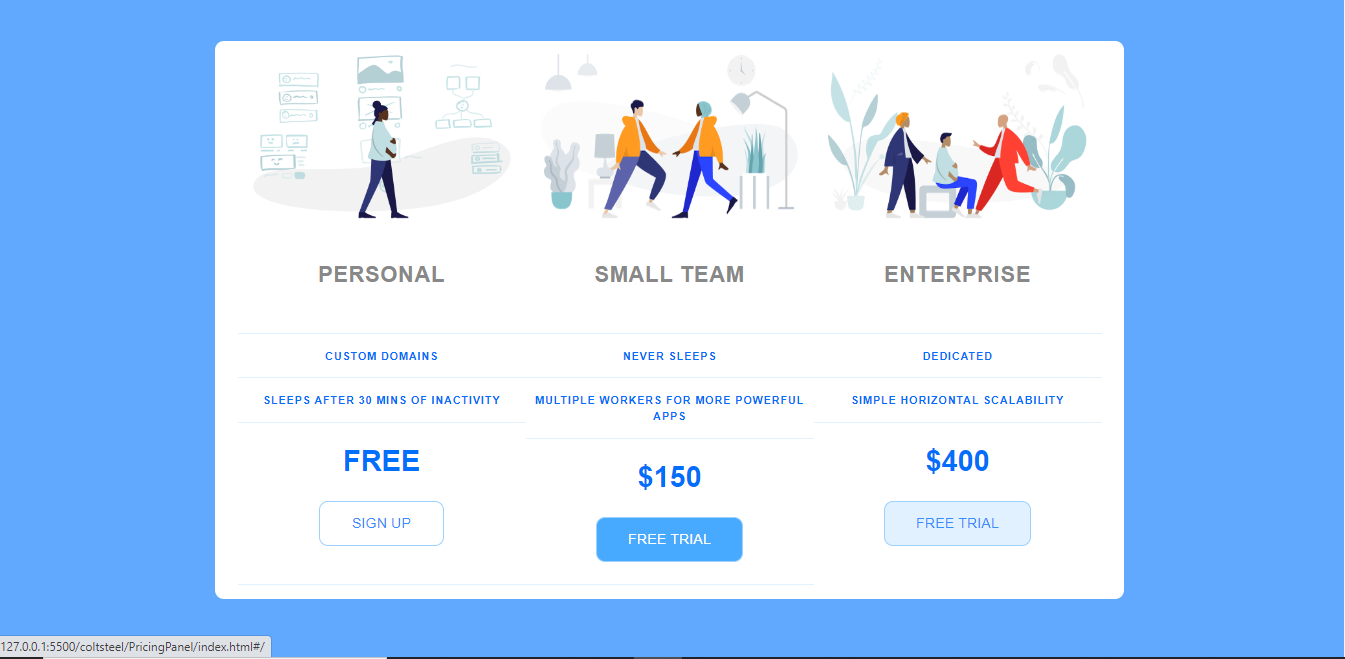 PERSONAL
CUSTOM DOMAINS
SLEEPS AFTER 30 MINS OF INACTIVITY
FREE
SIGN UP
SMALL TEAM
NEVER SLEEPS
MULTIPLE WORKERS FOR MORE POWERFUL
APPS
$150
FREE TRIAL
ENTERPRISE
DEDICATED
SIMPLE HORIZONTAL SCALABILITY
$400
FREE TRIAL
127.0.0.1:5500/coltsteel/PricingPanel/index.html#/